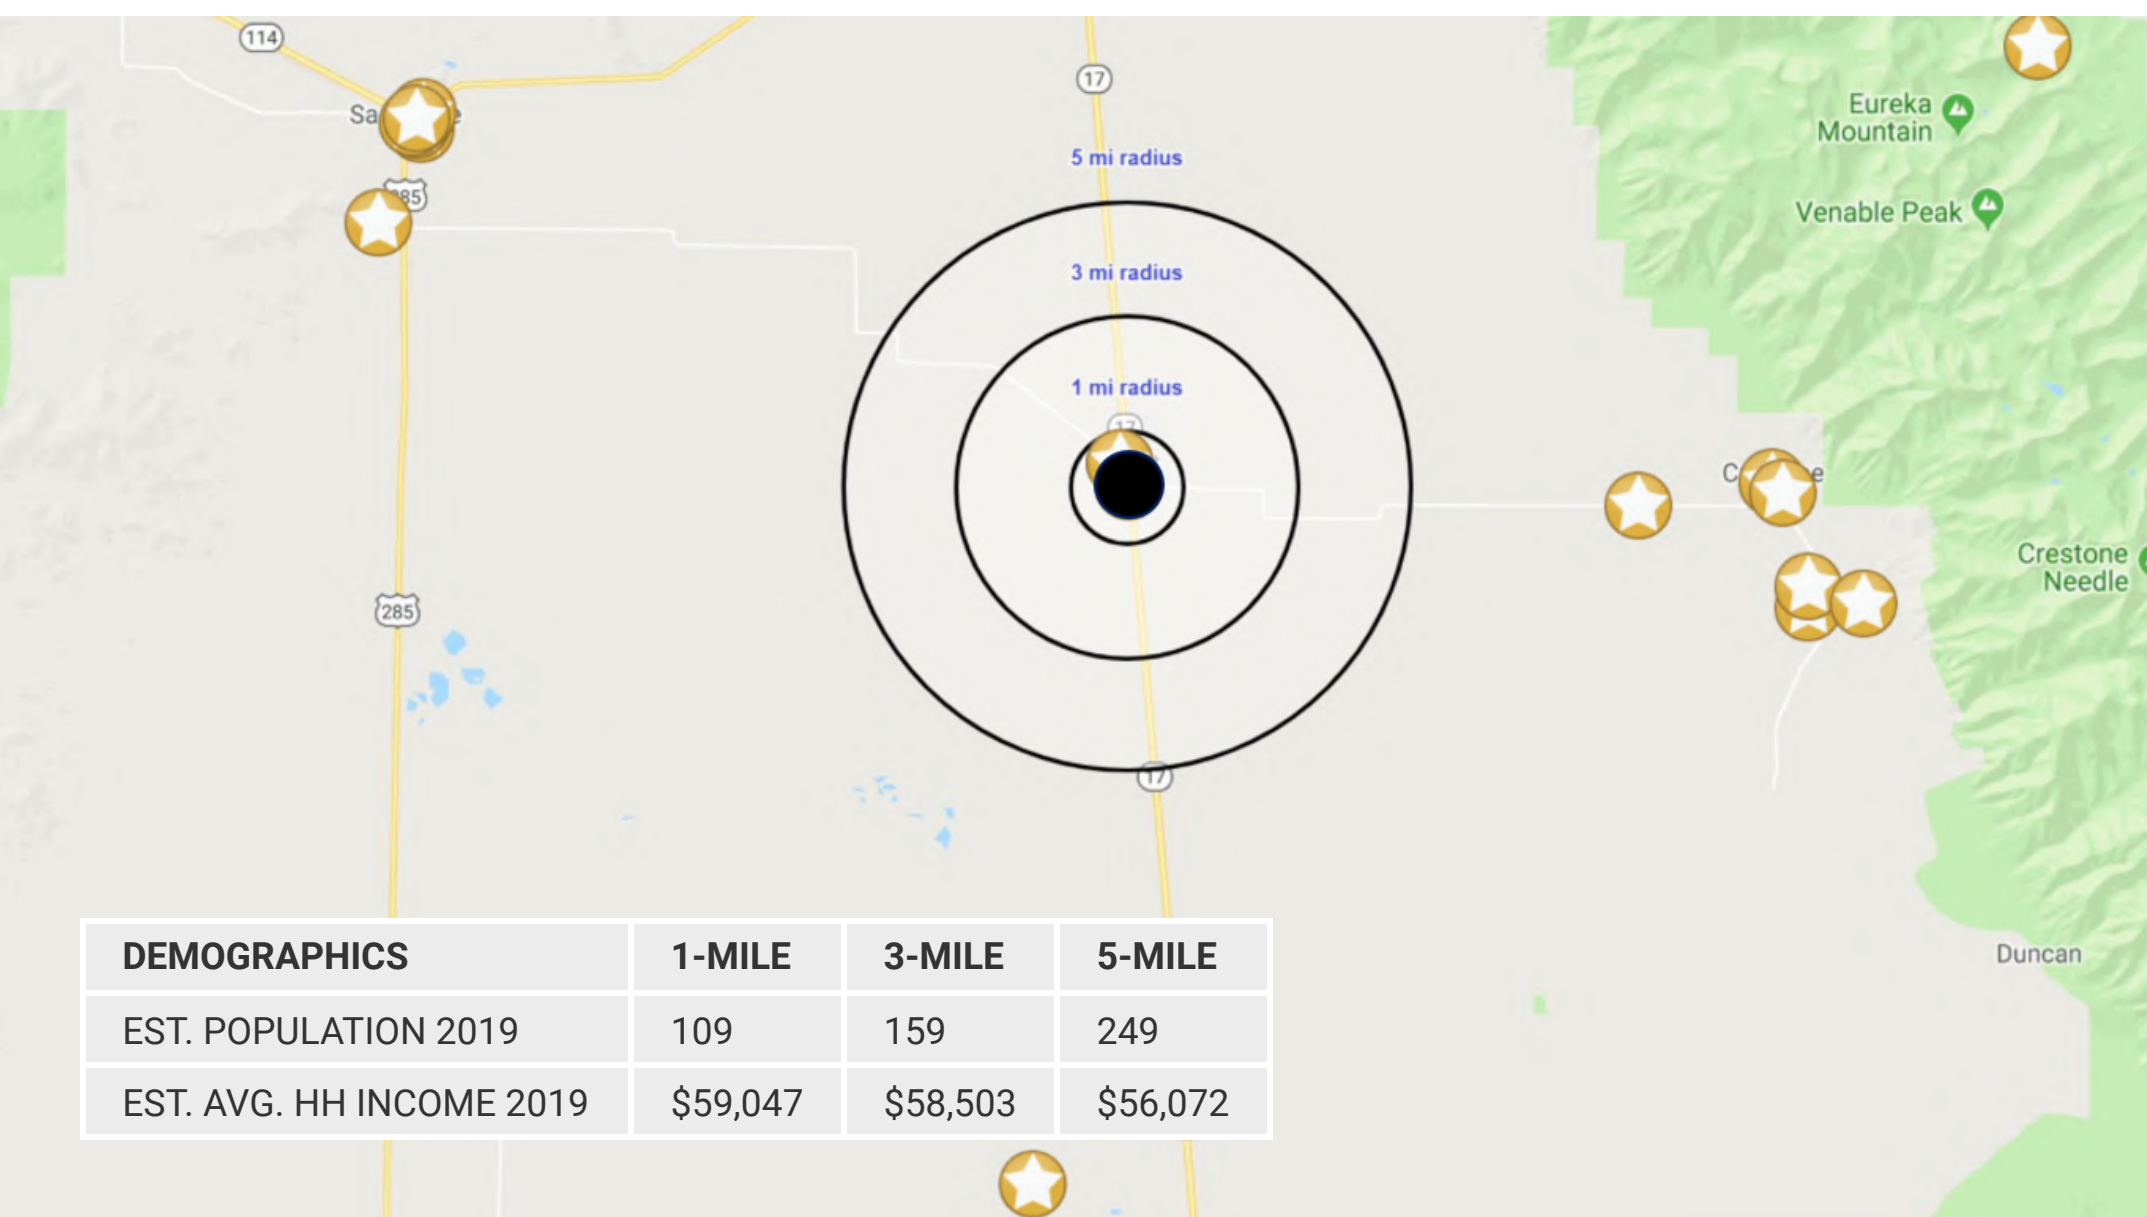 114
17
Eureka
Mountain
5 mi radius
Venable Peak
3 mi radius
1 mi radius
17
Crestone
Needle
285
17
Duncan
DEMOGRAPHICS 1-MILE 3-MILE 5-MILE
EST. POPULATION 2019 109 159 249
EST. AVG. HH INCOME 2019 $59,047 $58,503 $56,072